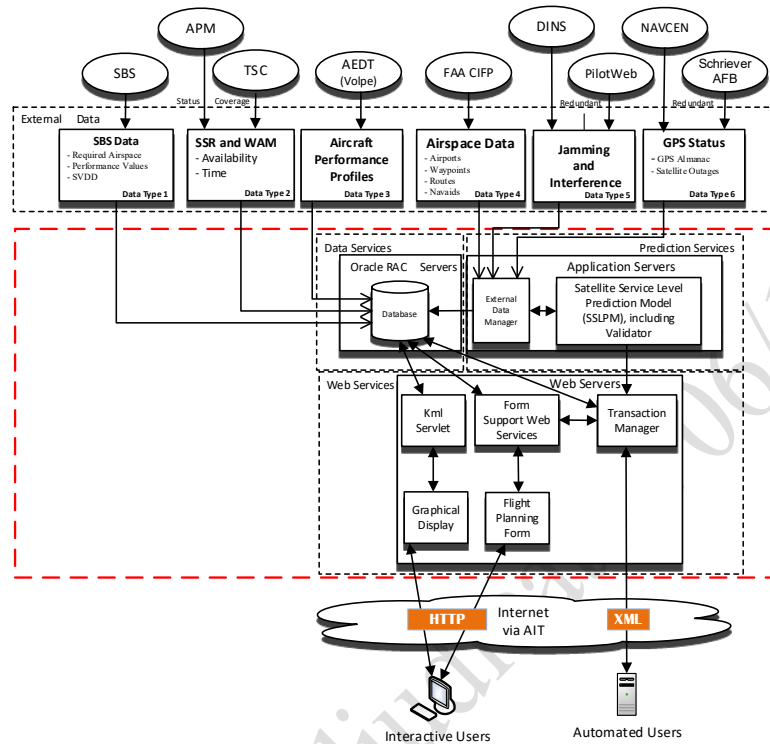 APM
DINS
NAVCEN
SBS
TSC
AEDT
(Volpe)
FAA CIFP
PilotWeb
Schriever
AFB
Status
Coverage
Redundant
Redundant
External Data
SBS Data
- Required Airspace
- Performance Values
- SVDD
Data Type 1
SSR and WAM
- Availability
- Time
Data Type 2
Aircraft
Performance
Profiles
Data Type 3
Airspace Data
- Airports
- Waypoints
- Routes
- Navaids
Data Type 4
Jamming
and
Interference
Data Type 5
GPS Status
- GPS Almanac
- Satellite Outages
Data Type 6
Data Services
Prediction Services
Oracle RAC Servers
Application Servers
Database
External
Data
Manager
Satellite Service Level
Prediction Model
(SSLPM), including
Validator
Web Services
Web Servers
Kml
Servlet
Form
Support Web
Services
Transaction
Manager
Graphical
Display
Flight
Planning
Form
Internet
via AIT
HTTP
XML
Interactive Users
Automated Users
06/